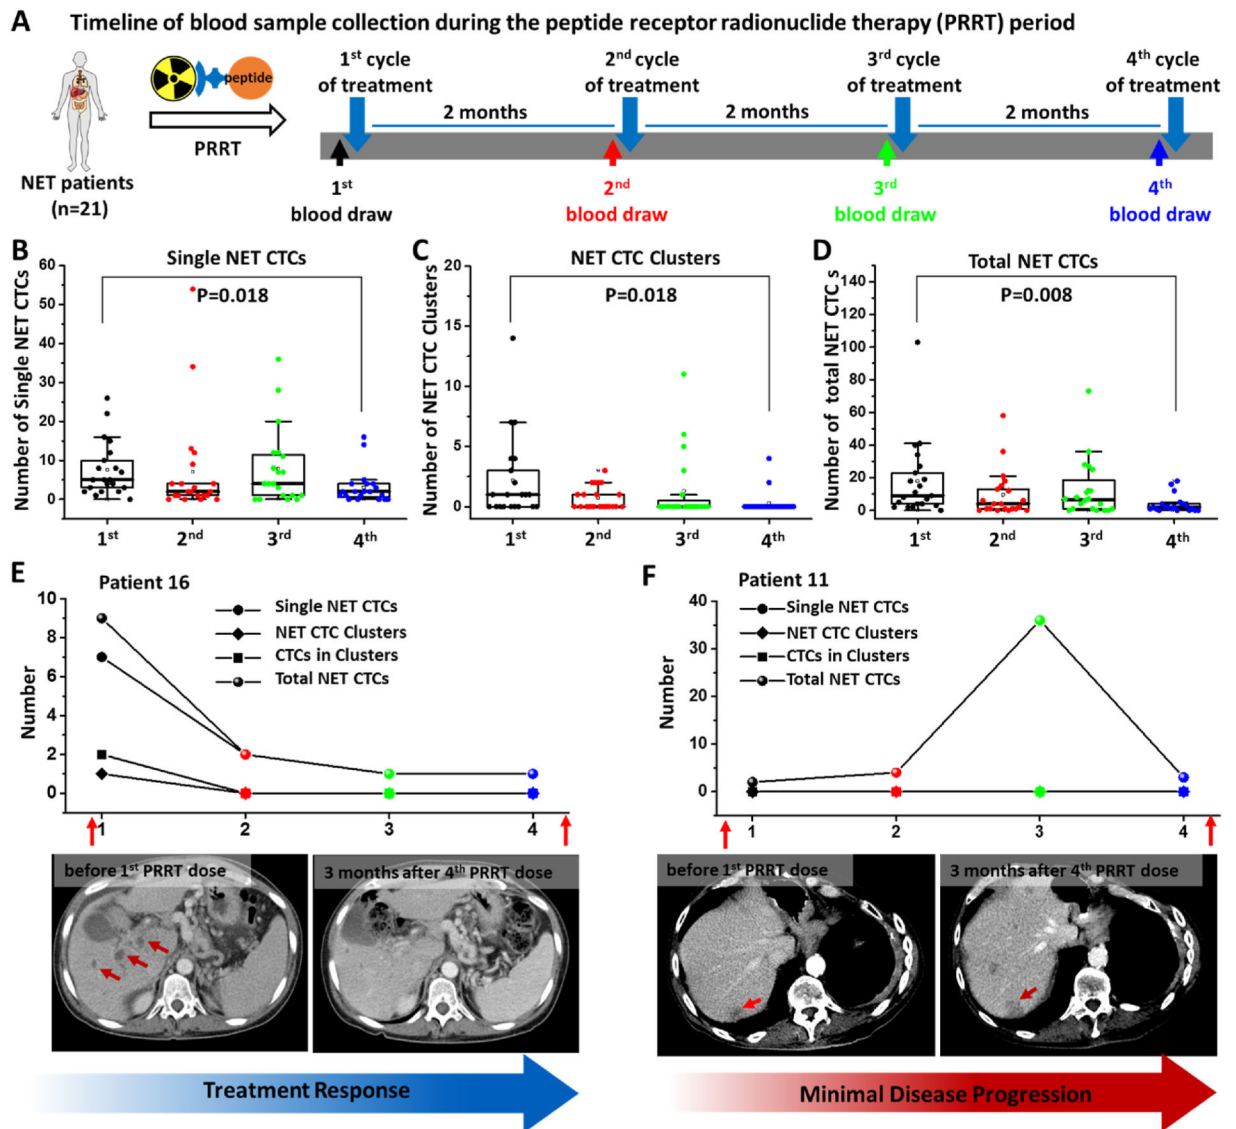 A
Timeline of blood sample collection during the peptide receptor radionuclide therapy (PRRT) period
NET patients
(n=21)
peptide
PRRT
1st cycle
of treatment
2nd cycle
of treatment
3rd cycle
of treatment
4th cycle
of treatment
2 months
2 months
2 months
1st
blood draw
2nd
blood draw
3rd
blood draw
4th
blood draw
B
Single NET CTCs
P=0.018
Number of Single NET CTCs
60
50
40
30
20
10
0
1st
2nd
3rd
4th
C
NET CTC Clusters
P=0.018
Number of NET CTC Clusters
20
15
10
5
0
1st
2nd
3rd
4th
D
Total NET CTCs
P=0.008
Number of total NET CTC s
140
120
100
80
60
40
20
0
1st
2nd
3rd
4th
E
Patient 16
Single NET CTCs
NET CTC Clusters
CTCs in Clusters
Total NET CTCs
Number
10
8
6
4
2
0
1
2
3
4
before 1st PRRT dose
3 months after 4th PRRT dose
Treatment Response
F
Patient 11
Single NET CTCs
NET CTC Clusters
CTCs in Clusters
Total NET CTCs
Number
40
30
20
10
0
1
2
3
4
before 1st PRRT dose
3 months after 4th PRRT dose
Minimal Disease Progression